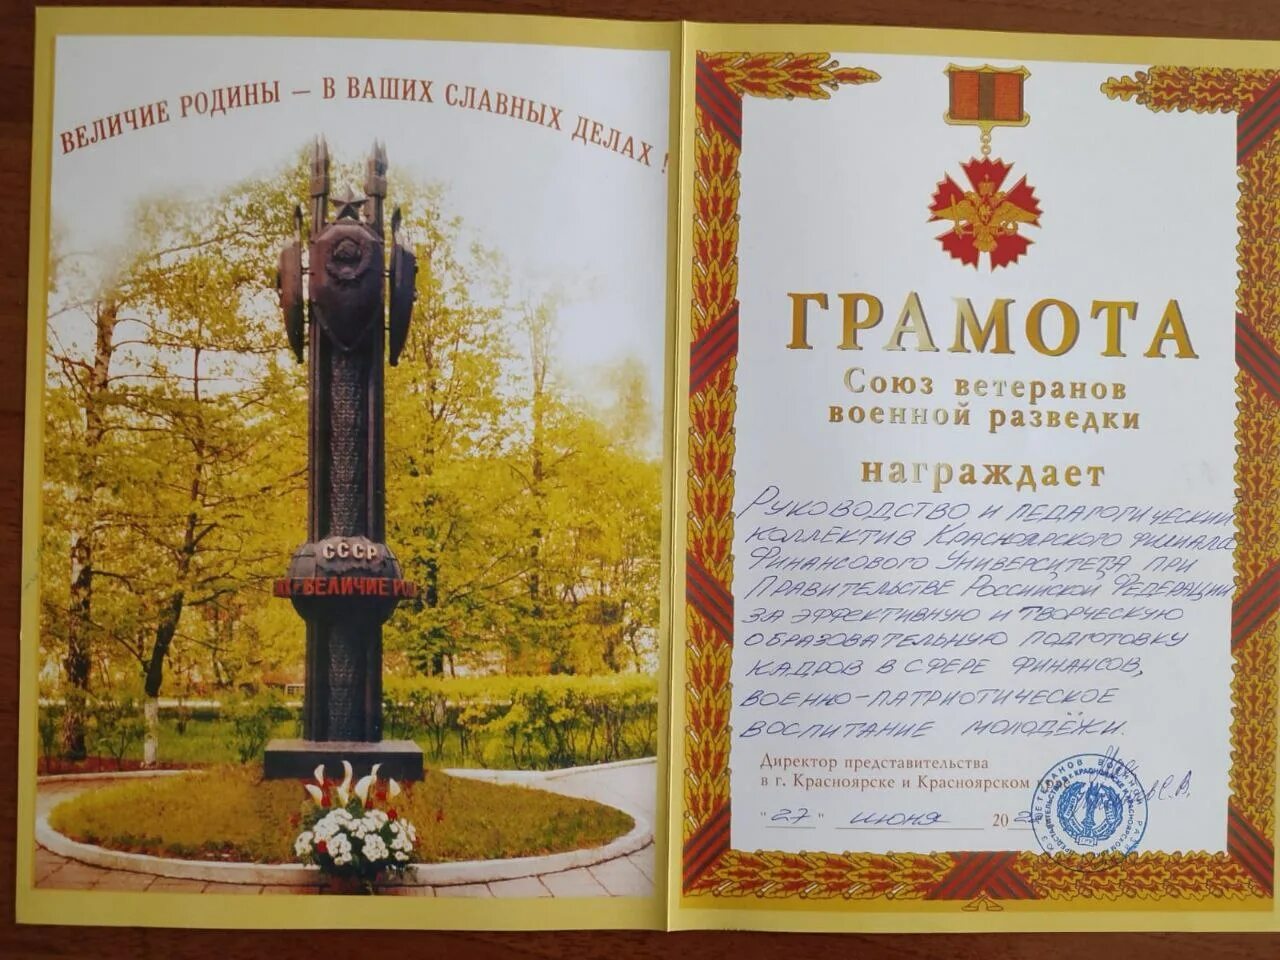 ВЕЛИЧИЕ РОДИНЫ – В ВАШИХ СЛАВНЫХ ДЕЛАХ !
СССР
ВЕЛИЧИЕ РО
ГРАМОТА
Союз ветеранов
военной разведки
награждает
Руководство и педагогический
коллектив Красноярского филиала
Финансового Университета при
Правительстве Российской Федерации
за эффективную и творческую
образовательную подготовку
кадров в сфере финансов,
военно-патриотическое
воспитание молодёжи.
Директор представительства
в г. Красноярске и Красноярском
"27" июня 20